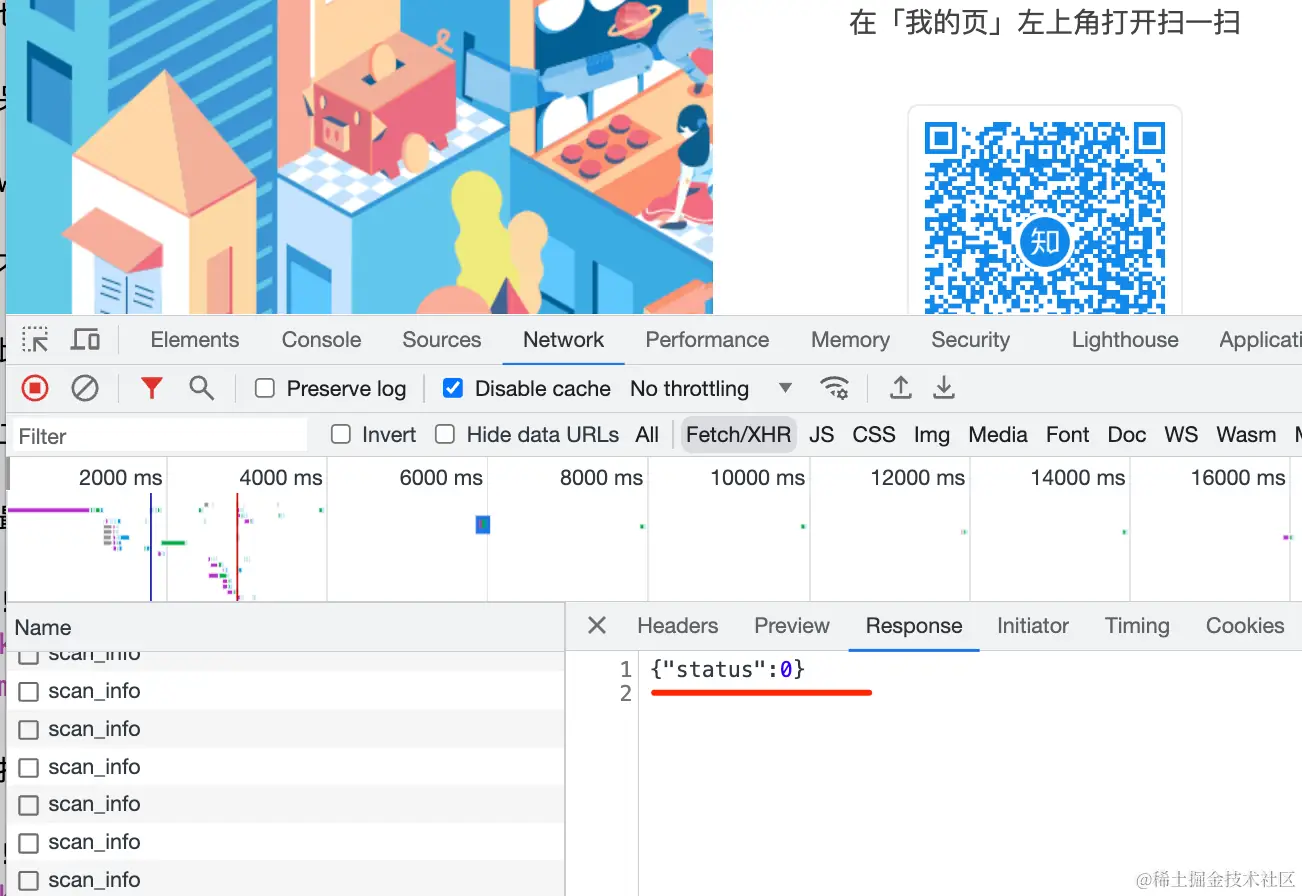 在「我的页」左上角打开扫一扫
知
Elements Console Sources Network Performance Memory Security Lighthouse Applicati
Preserve log Disable cache No throttling
Filter Invert Hide data URLs All Fetch/XHR JS CSS Img Media Font Doc WS Wasm
2000 ms 4000 ms 6000 ms 8000 ms 10000 ms 12000 ms 14000 ms 16000 ms
Name Headers Preview Response Initiator Timing Cookies
scan_info
1 {"status":0}
2
scan_info
scan_info
scan_info
scan_info
scan_info
scan_info
@稀土掘金技术社区